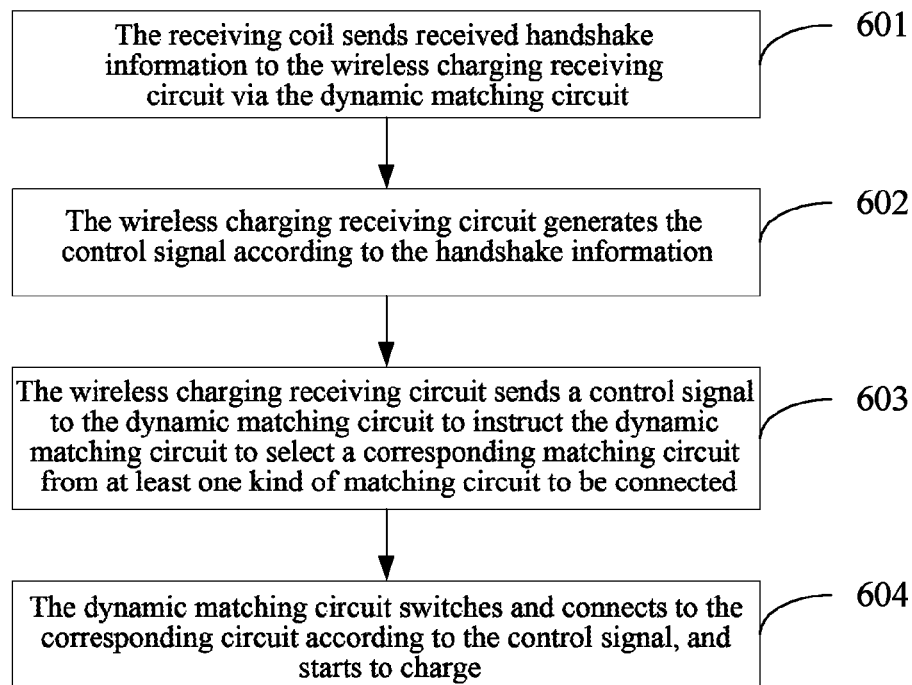 The receiving coil sends received handshake
information to the wireless charging receiving
circuit via the dynamic matching circuit
601
The wireless charging receiving circuit generates the
control signal according to the handshake information
602
The wireless charging receiving circuit sends a control signal
to the dynamic matching circuit to instruct the dynamic
matching circuit to select a corresponding matching circuit
from at least one kind of matching circuit to be connected
603
The dynamic matching circuit switches and connects to the
corresponding circuit according to the control signal, and
starts to charge
604